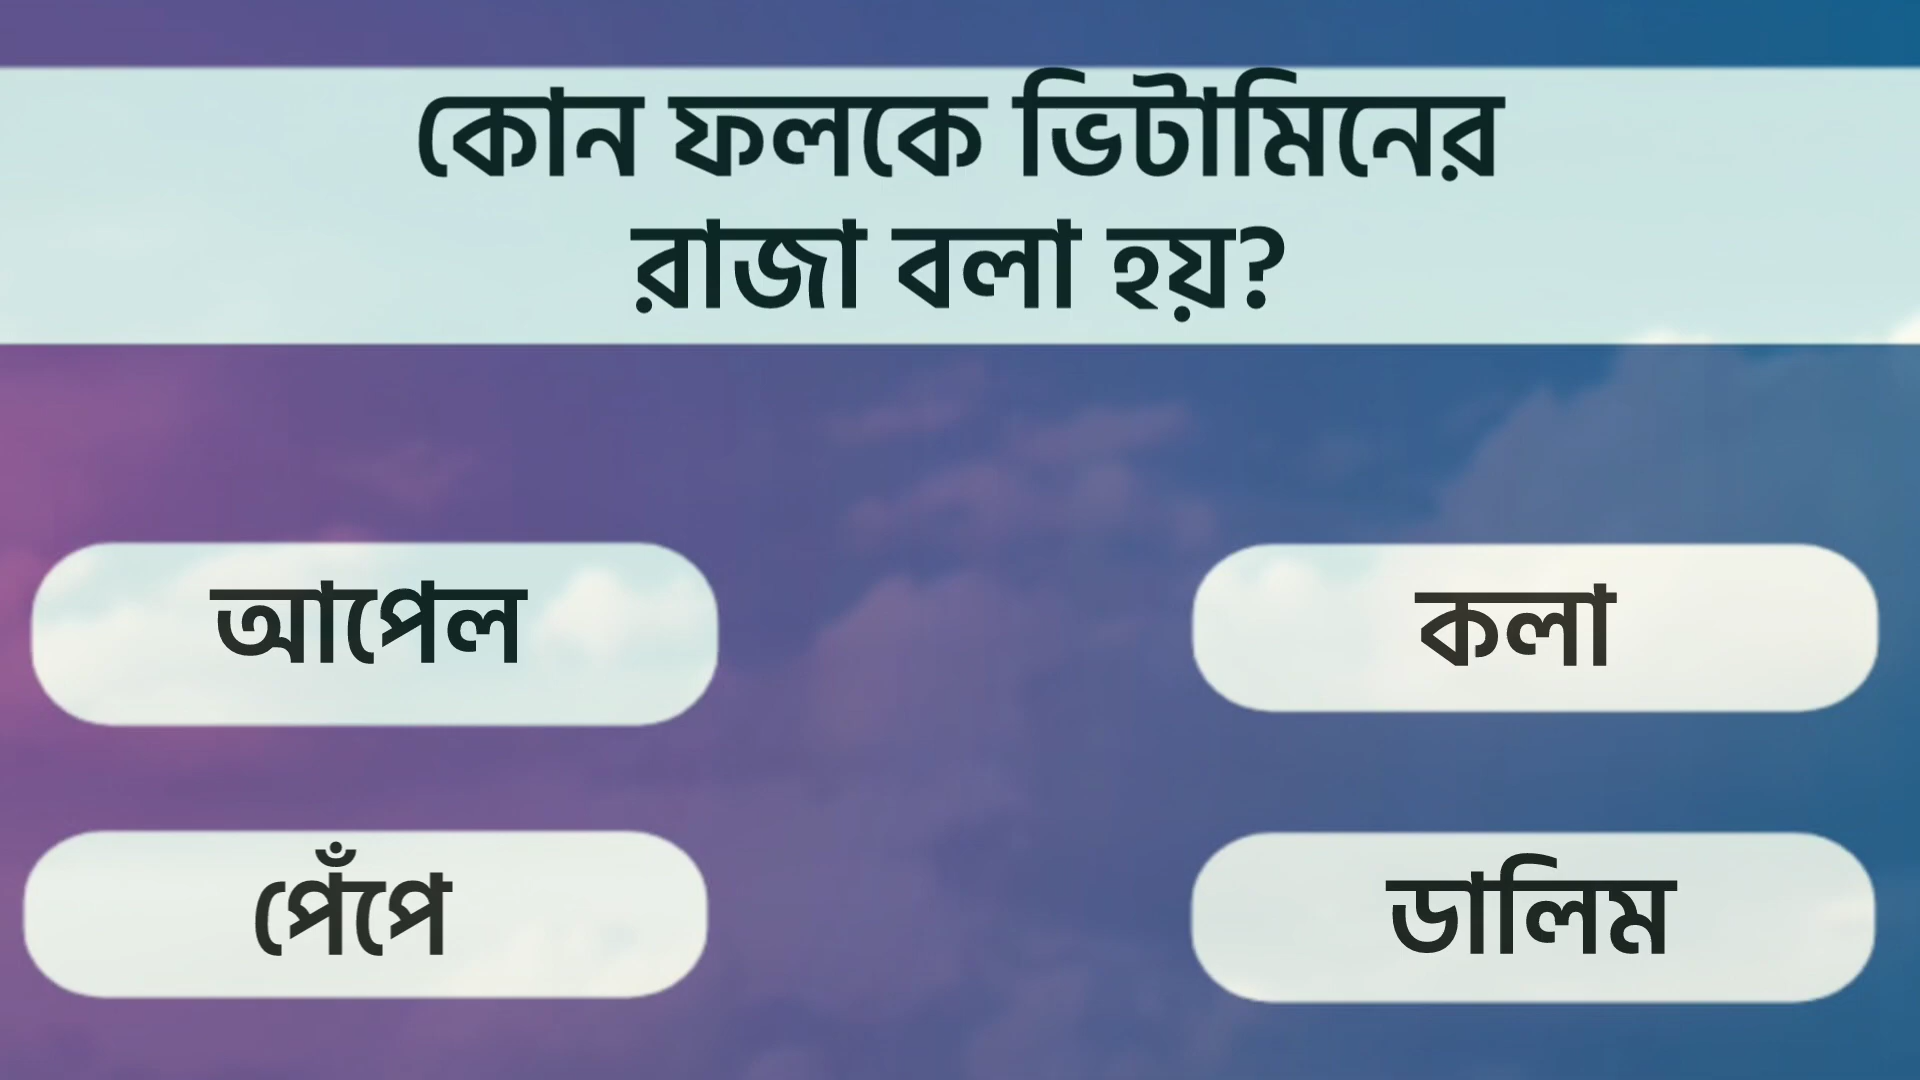 কোন ফলকে ভিটামিনের
রাজা বলা হয়?
আপেল
কলা
পেঁপে
ডালিম